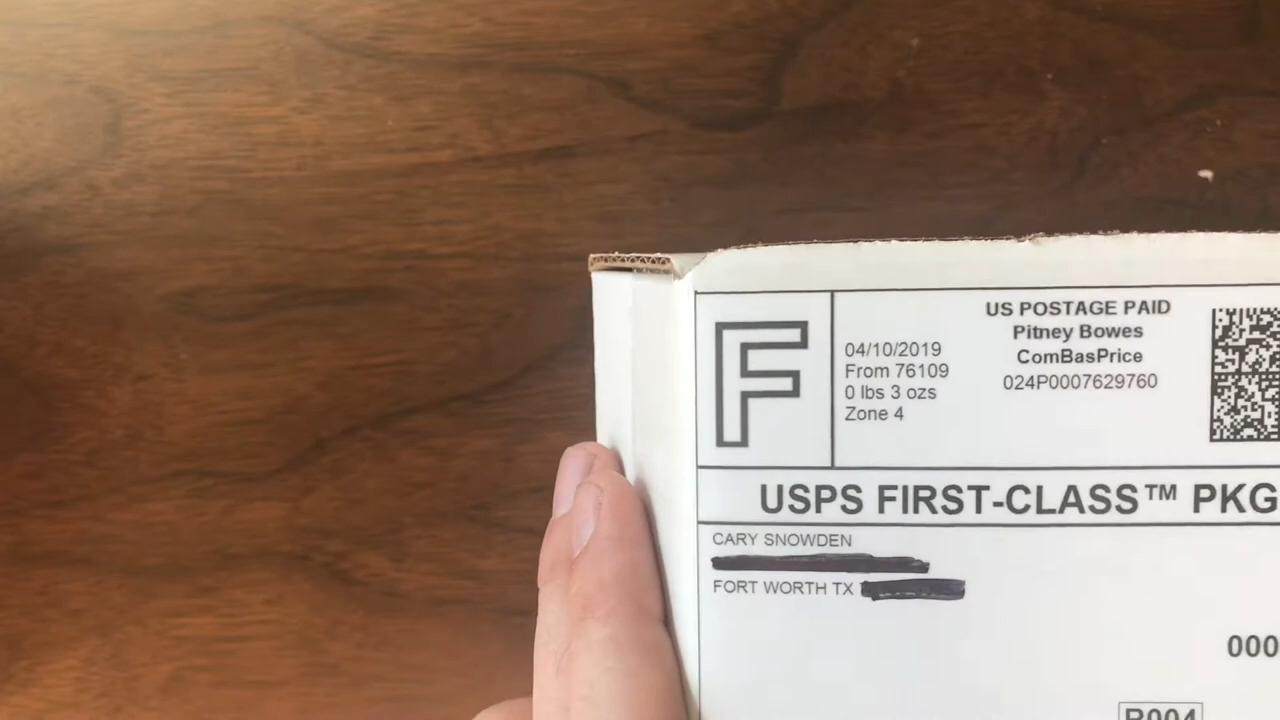 F
04/10/2019
From 76109
0 lbs 3 ozs
Zone 4
US POSTAGE PAID
Pitney Bowes
ComBasPrice
024P0007629760
USPS FIRST-CLASS™ PKG
CARY SNOWDEN
FORT WORTH TX
000
R004